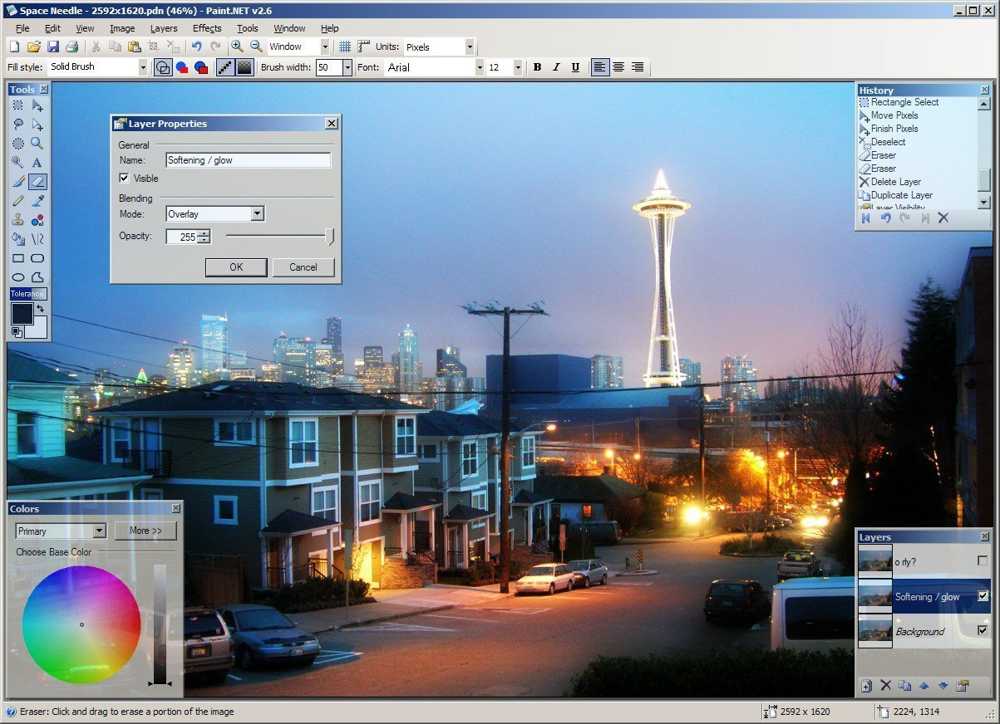 Space Needle - 2592x1620.pdn (46%) - Paint.NET v2.6
File Edit View Image Layers Effects Tools Window Help
Window Units: Pixels
Fill style: Solid Brush Brush width: 50 Font: Arial 12 B I U
Tools
A
Tolerance
Layer Properties
General
Name: Softening / glow
Visible
Blending
Mode: Overlay
Opacity: 255
OK Cancel
History
Rectangle Select
Move Pixels
Finish Pixels
Deselect
Eraser
Eraser
Delete Layer
Duplicate Layer
Layer Visibility
Colors
Primary More >>
Choose Base Color
Layers
o rly?
Softening / glow
Background
Eraser: Click and drag to erase a portion of the image 2592 x 1620 2224, 1314